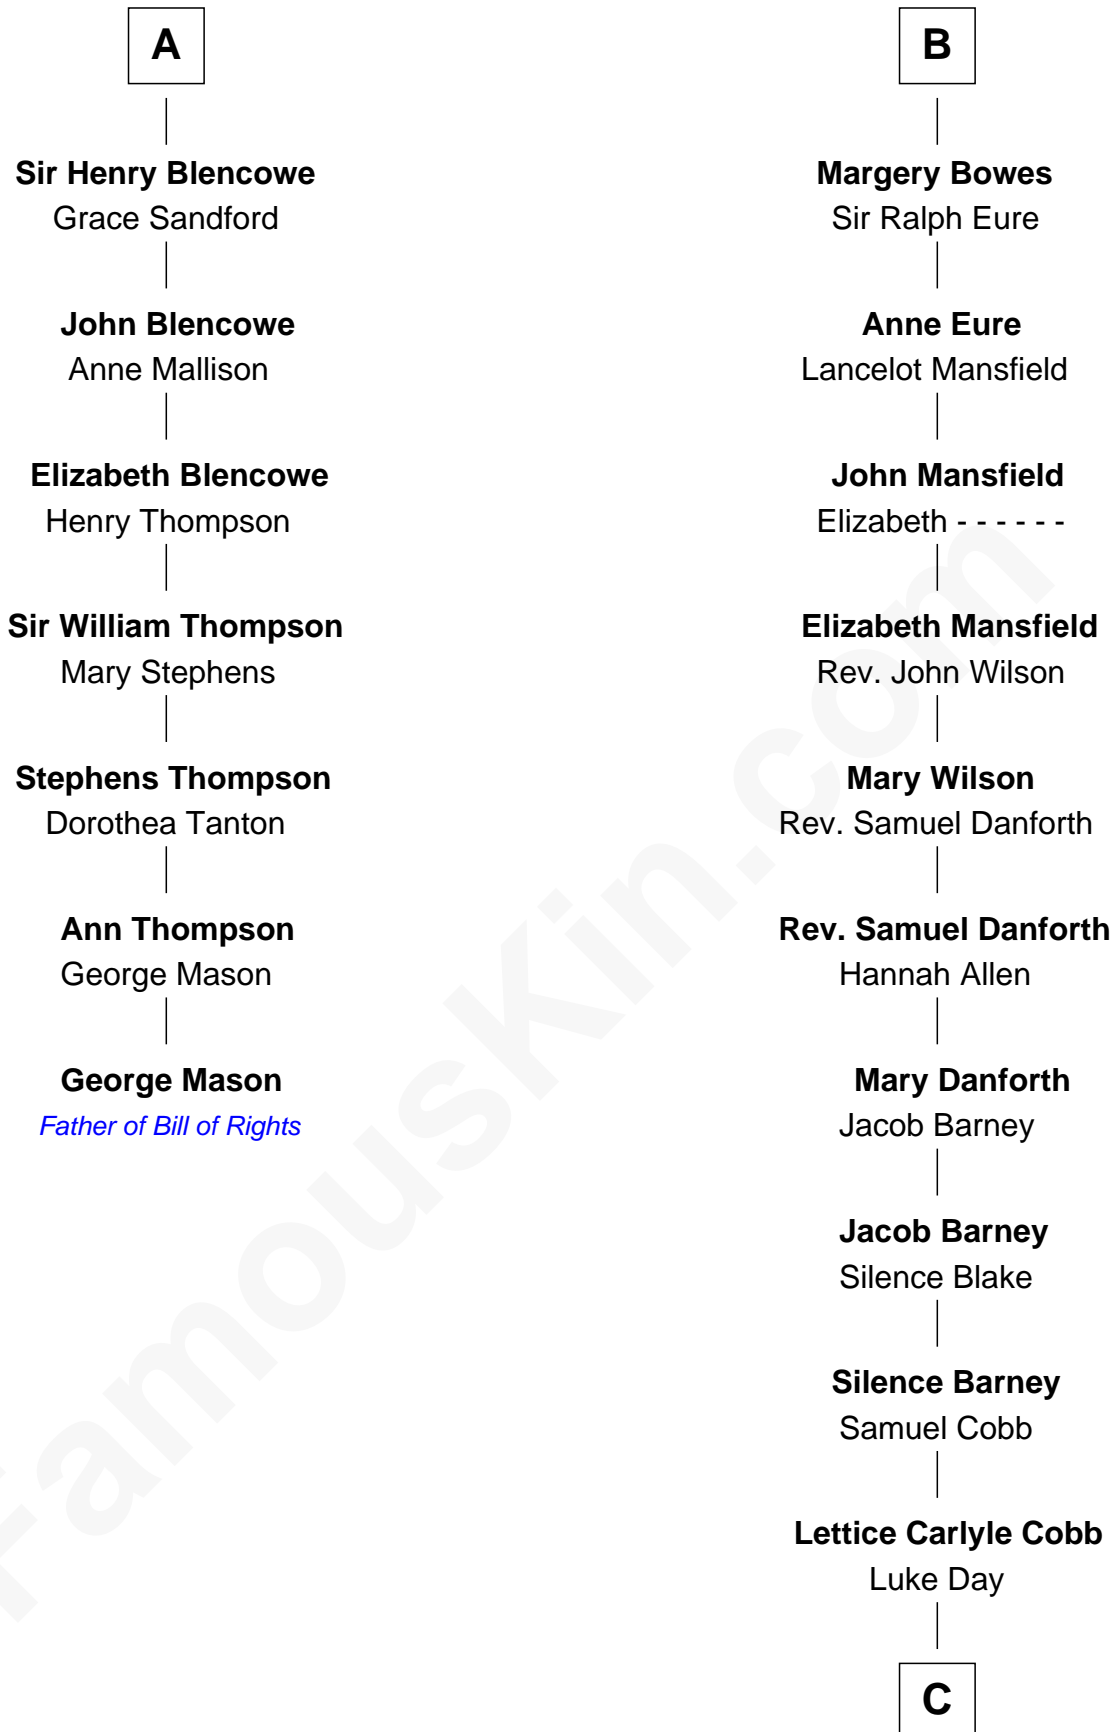 A
Sir Henry Blencowe
Grace Sandford
John Blencowe
Anne Mallison
Elizabeth Blencowe
Henry Thompson
Sir William Thompson
Mary Stephens
Stephens Thompson
Dorothea Tanton
Ann Thompson
George Mason
George Mason
Father of Bill of Rights
B
Margery Bowes
Sir Ralph Eure
Anne Eure
Lancelot Mansfield
John Mansfield
Elizabeth - - - - - -
Elizabeth Mansfield
Rev. John Wilson
Mary Wilson
Rev. Samuel Danforth
Rev. Samuel Danforth
Hannah Allen
Mary Danforth
Jacob Barney
Jacob Barney
Silence Blake
Silence Barney
Samuel Cobb
Lettice Carlyle Cobb
Luke Day
C
FamousKin.com